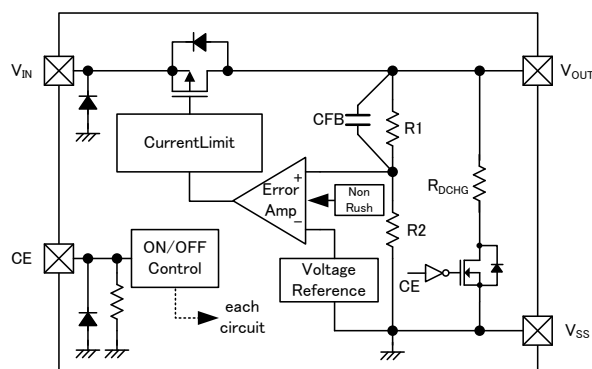 VIN
VOUT
CFB
R1
CurrentLimit
+
Error
Amp
−
Non
Rush
RDCHG
R2
CE
ON/OFF
Control
Voltage
Reference
CE
each
circuit
VSS